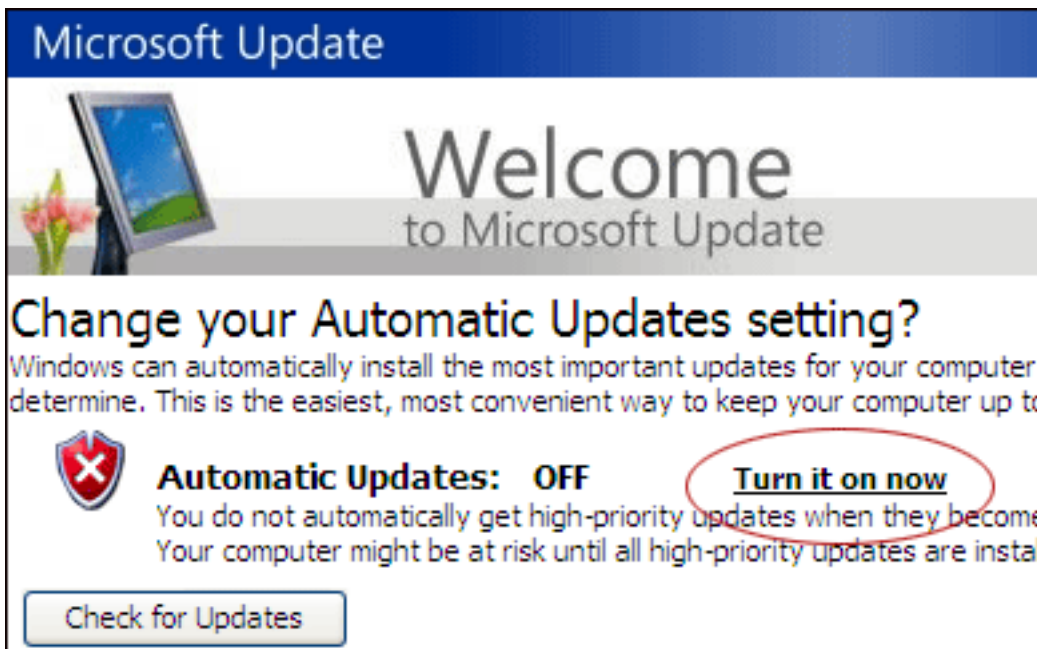 Microsoft Update
Welcome
to Microsoft Update
Change your Automatic Updates setting?
Windows can automatically install the most important updates for your computer
determine. This is the easiest, most convenient way to keep your computer up to
Automatic Updates: OFF Turn it on now
You do not automatically get high-priority updates when they become
Your computer might be at risk until all high-priority updates are instal
Check for Updates